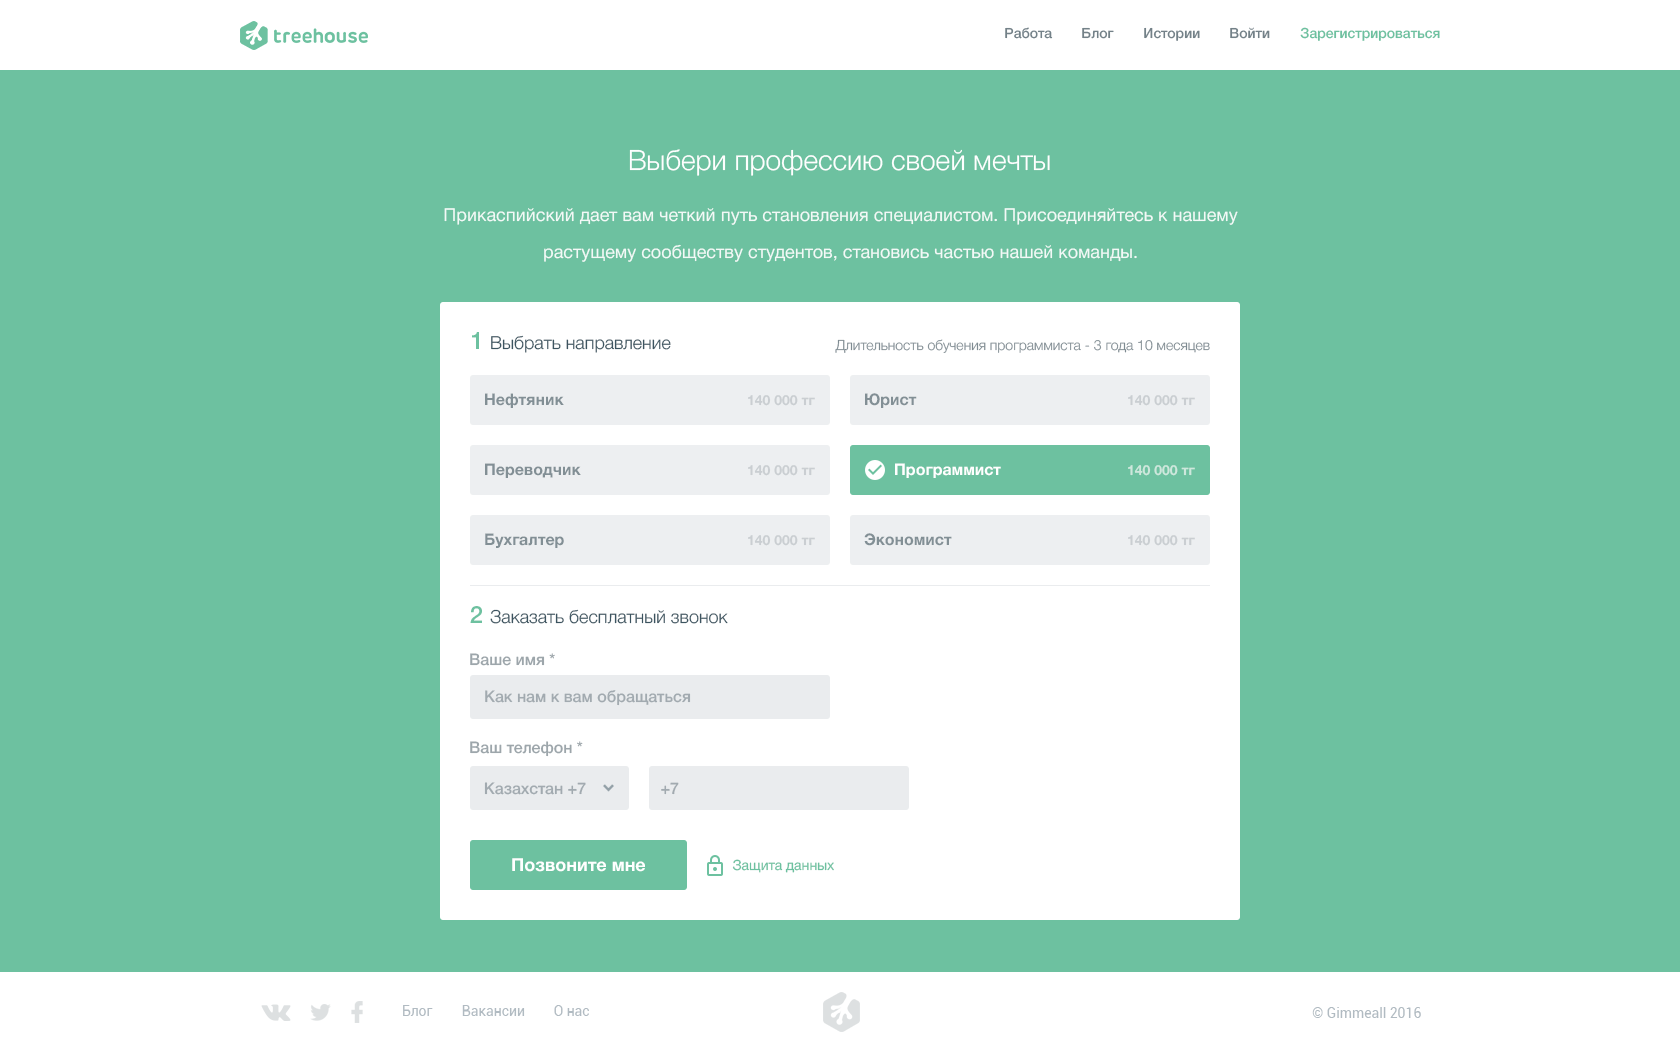 treehouse
Работа Блог Истории Войти Зарегистрироваться
Выбери профессию своей мечты
Прикаспийский дает вам четкий путь становления специалистом. Присоединяйтесь к нашему
растущему сообществу студентов, становись частью нашей команды.
1 Выбрать направление
Длительность обучения программиста - 3 года 10 месяцев
Нефтяник 140 000 тг
Юрист 140 000 тг
Переводчик 140 000 тг
Программист 140 000 тг
Бухгалтер 140 000 тг
Экономист 140 000 тг
2 Заказать бесплатный звонок
Ваше имя *
Как нам к вам обращаться
Ваш телефон *
Казахстан +7
+7
Позвоните мне
Защита данных
Блог Вакансии О нас
© Gimmeall 2016